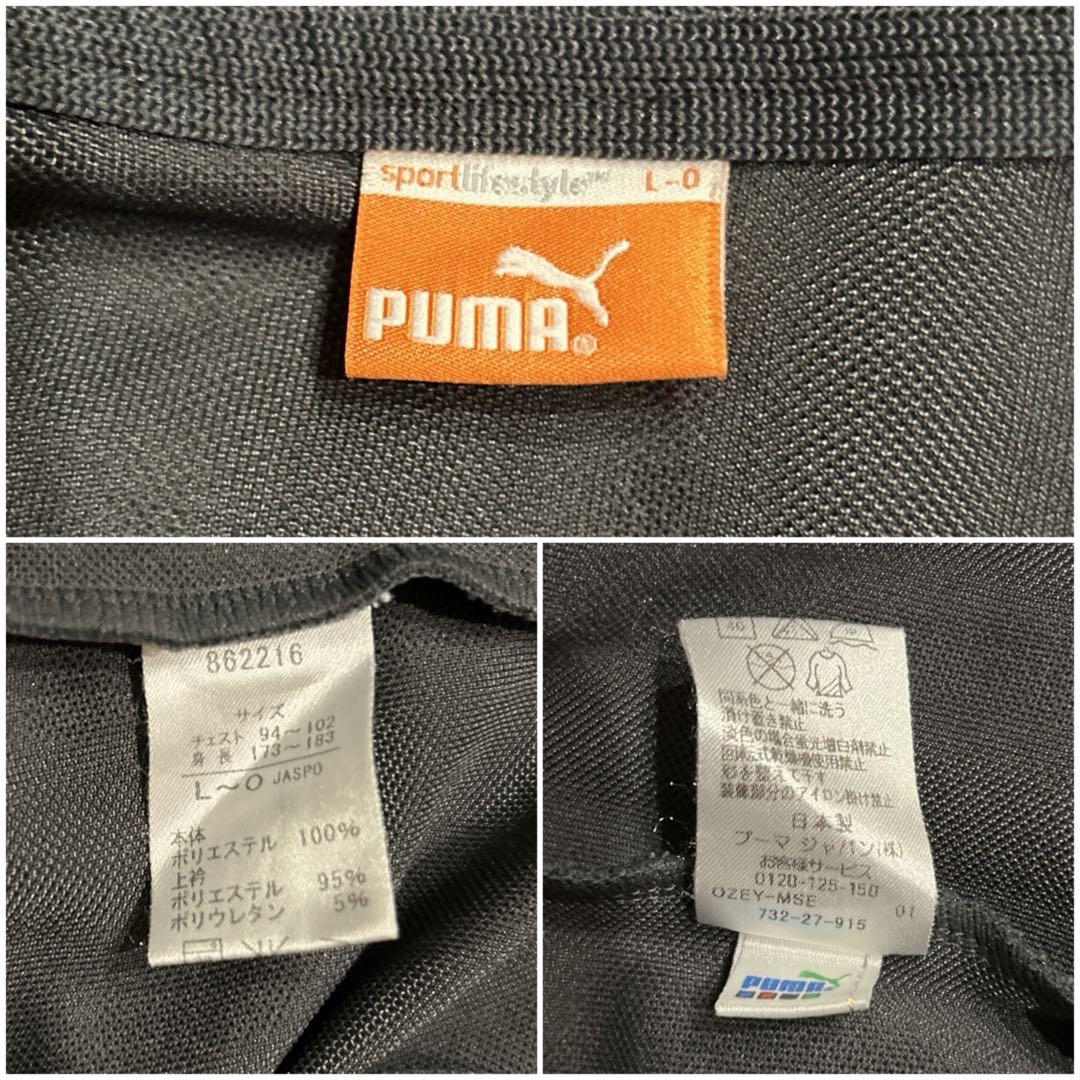 sportlifestyle™ L-O
PUMA®
862216
サイズ
チェスト 94~102
身長 173~183
L~O JASPO
本体
ポリエステル 100%
上衿
ポリエステル 95%
ポリウレタン 5%
40
同系色と一緒に洗う
漬け置き禁止
淡色の場合蛍光増白剤禁止
回転式乾燥機使用禁止
形を整えて干す
装飾部分のアイロン掛け禁止
日本製
プーマ ジャパン(株)
お客様サービス
0120-125-150
OZEY-MSE 01
732-27-915
PUMA